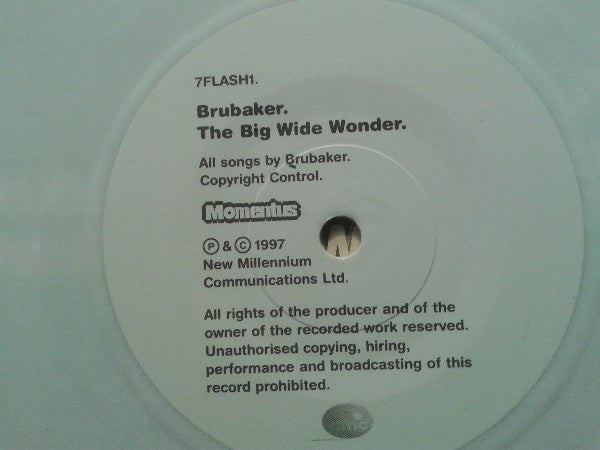 7FLASH1.
Brubaker.
The Big Wide Wonder.
All songs by Brubaker.
Copyright Control.
Momentus
Ⓟ & © 1997
New Millennium
Communications Ltd.
All rights of the producer and of the
owner of the recorded work reserved.
Unauthorised copying, hiring,
performance and broadcasting of this
record prohibited.